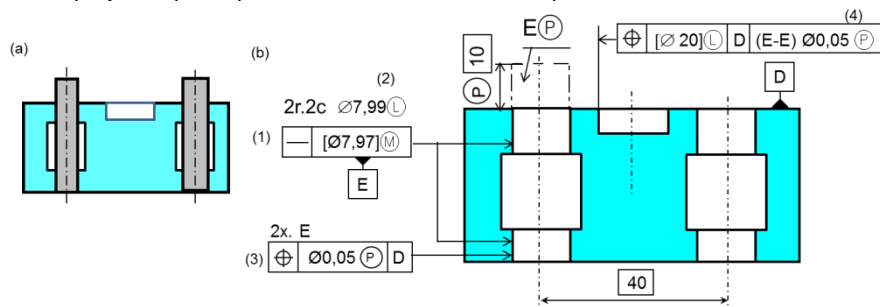 (a)
(b)
(2)
2r.2c ∅7,99Ⓛ
(1) — [Ø7,97]Ⓜ
E
2x. E
(3) ⌖ Ø0,05 Ⓟ D
EⓅ
10
Ⓟ
(4)
⌖ [∅ 20]Ⓛ D (E-E) Ø0,05 Ⓟ
D
40